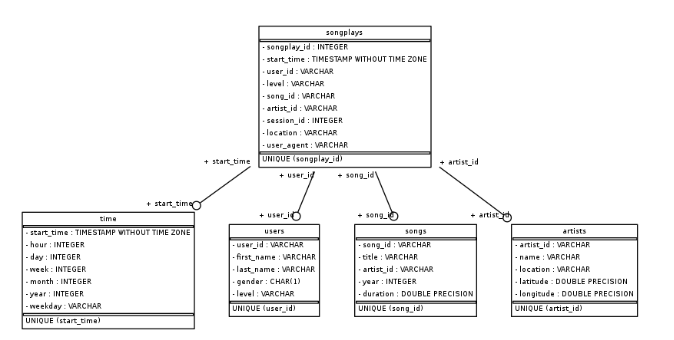 songplays
- songplay_id : INTEGER
- start_time : TIMESTAMP WITHOUT TIME ZONE
- user_id : VARCHAR
- level : VARCHAR
- song_id : VARCHAR
- artist_id : VARCHAR
- session_id : INTEGER
- location : VARCHAR
- user_agent : VARCHAR
UNIQUE (songplay_id)
+ start_time
+ user_id
+ song_id
+ artist_id
+ start_time
+ user_id
+ song_id
+ artist_id
time
- start_time : TIMESTAMP WITHOUT TIME ZONE
- hour : INTEGER
- day : INTEGER
- week : INTEGER
- month : INTEGER
- year : INTEGER
- weekday : VARCHAR
UNIQUE (start_time)
users
- user_id : VARCHAR
- first_name : VARCHAR
- last_name : VARCHAR
- gender : CHAR(1)
- level : VARCHAR
UNIQUE (user_id)
songs
- song_id : VARCHAR
- title : VARCHAR
- artist_id : VARCHAR
- year : INTEGER
- duration : DOUBLE PRECISION
UNIQUE (song_id)
artists
- artist_id : VARCHAR
- name : VARCHAR
- location : VARCHAR
- latitude : DOUBLE PRECISION
- longitude : DOUBLE PRECISION
UNIQUE (artist_id)